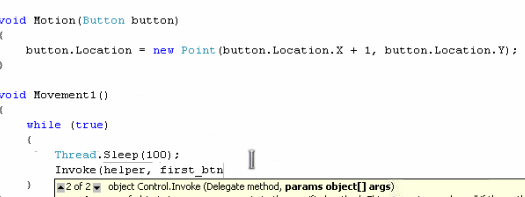 void Motion(Button button)
{
button.Location = new Point(button.Location.X + 1, button.Location.Y);
}
void Movement1()
{
while (true)
{
Thread.Sleep(100);
Invoke(helper, first_btn
}
2 of 2 object Control.Invoke (Delegate method, params object[] args)